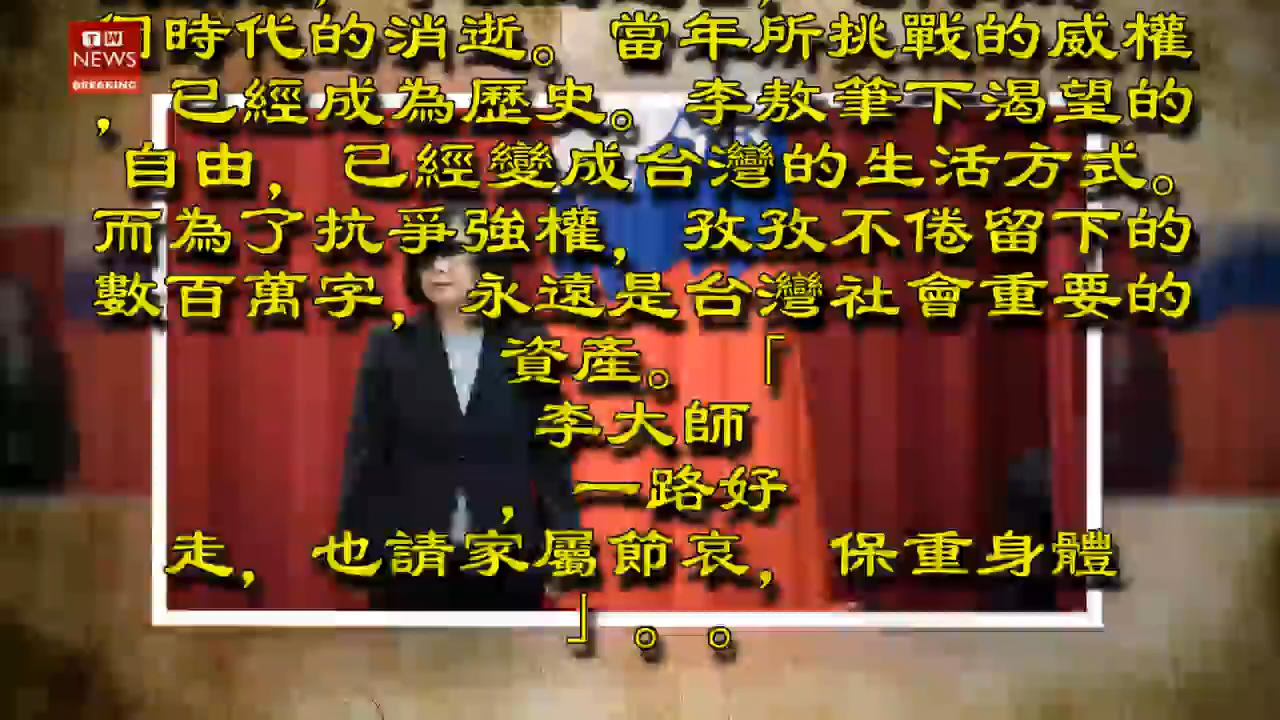 TW
NEWS
BREAKING
個時代的消逝。 當年所挑戰的威權
，已經成為歷史。李敖筆下渴望的
自由，已經變成台灣的生活方式。
而為了抗爭強權，孜孜不倦留下的
數百萬字，永遠是台灣社會重要的
資產。 「
李大師
，一路好
走，也請家屬節哀，保重身體
」。。